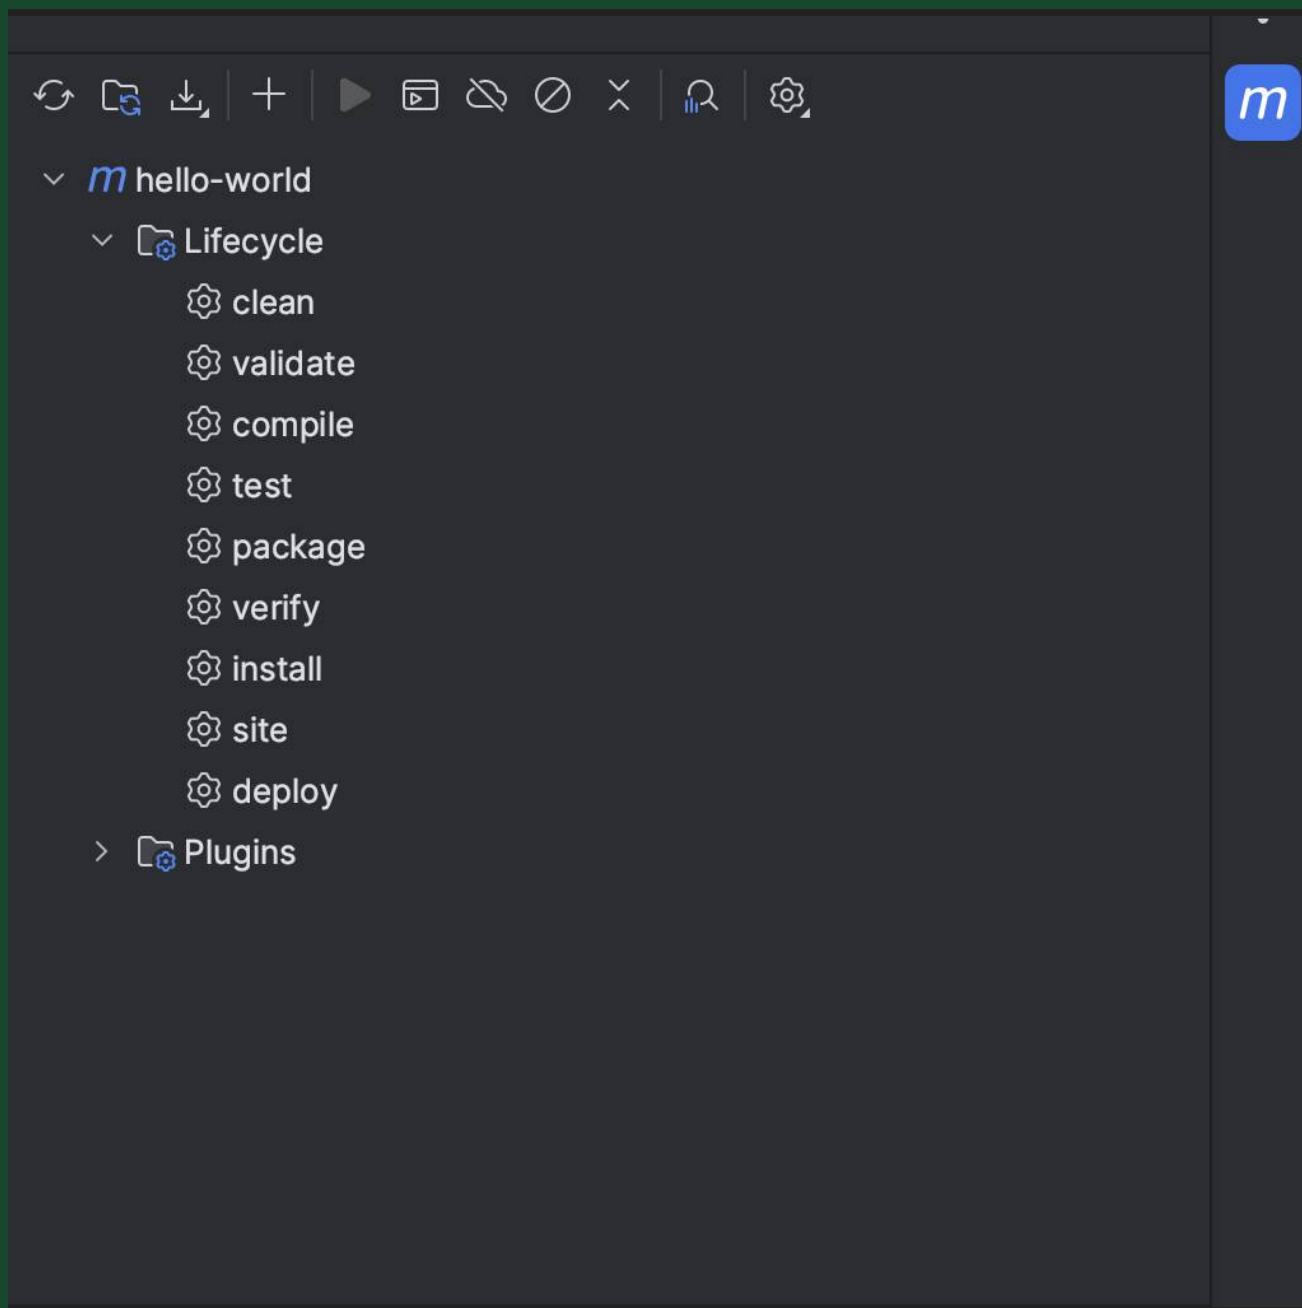 m
m hello-world
Lifecycle
clean
validate
compile
test
package
verify
install
site
deploy
Plugins